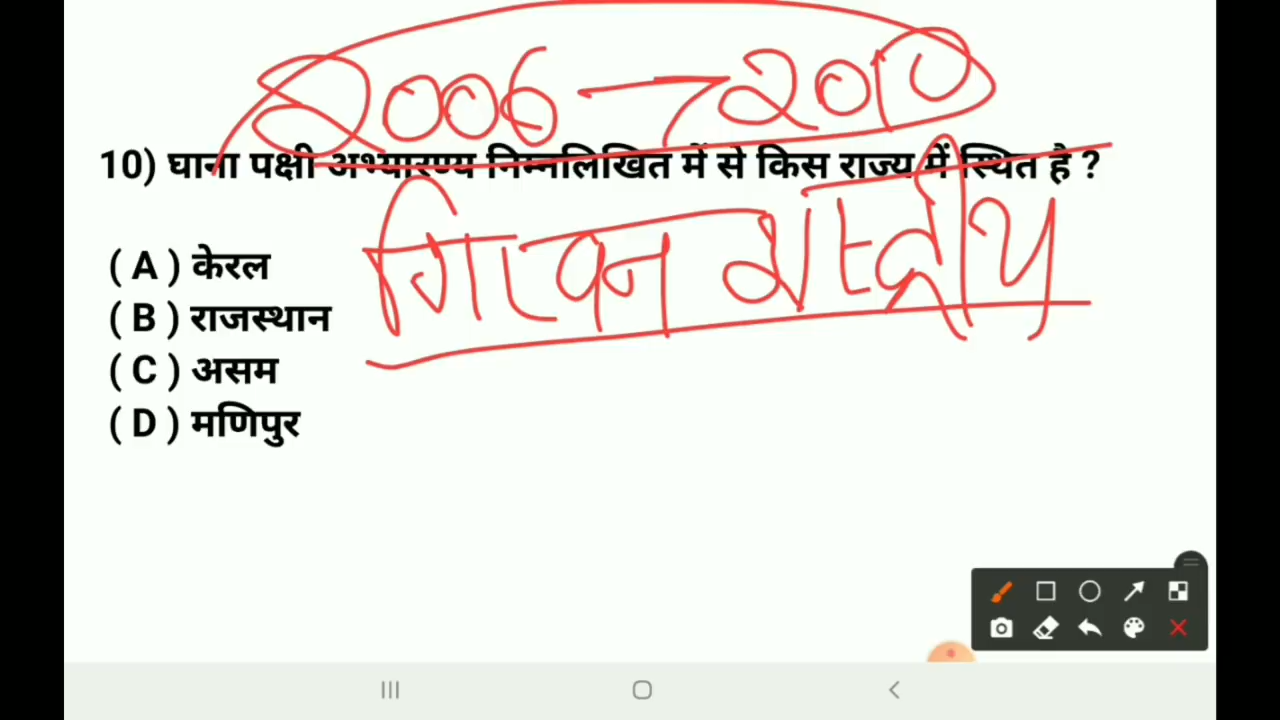 2006 → 2010
10) घाना पक्षी अभ्यारण्य निम्नलिखित में से किस राज्य में स्थित है ?
( A ) केरल
( B ) राजस्थान
( C ) असम
( D ) मणिपुर